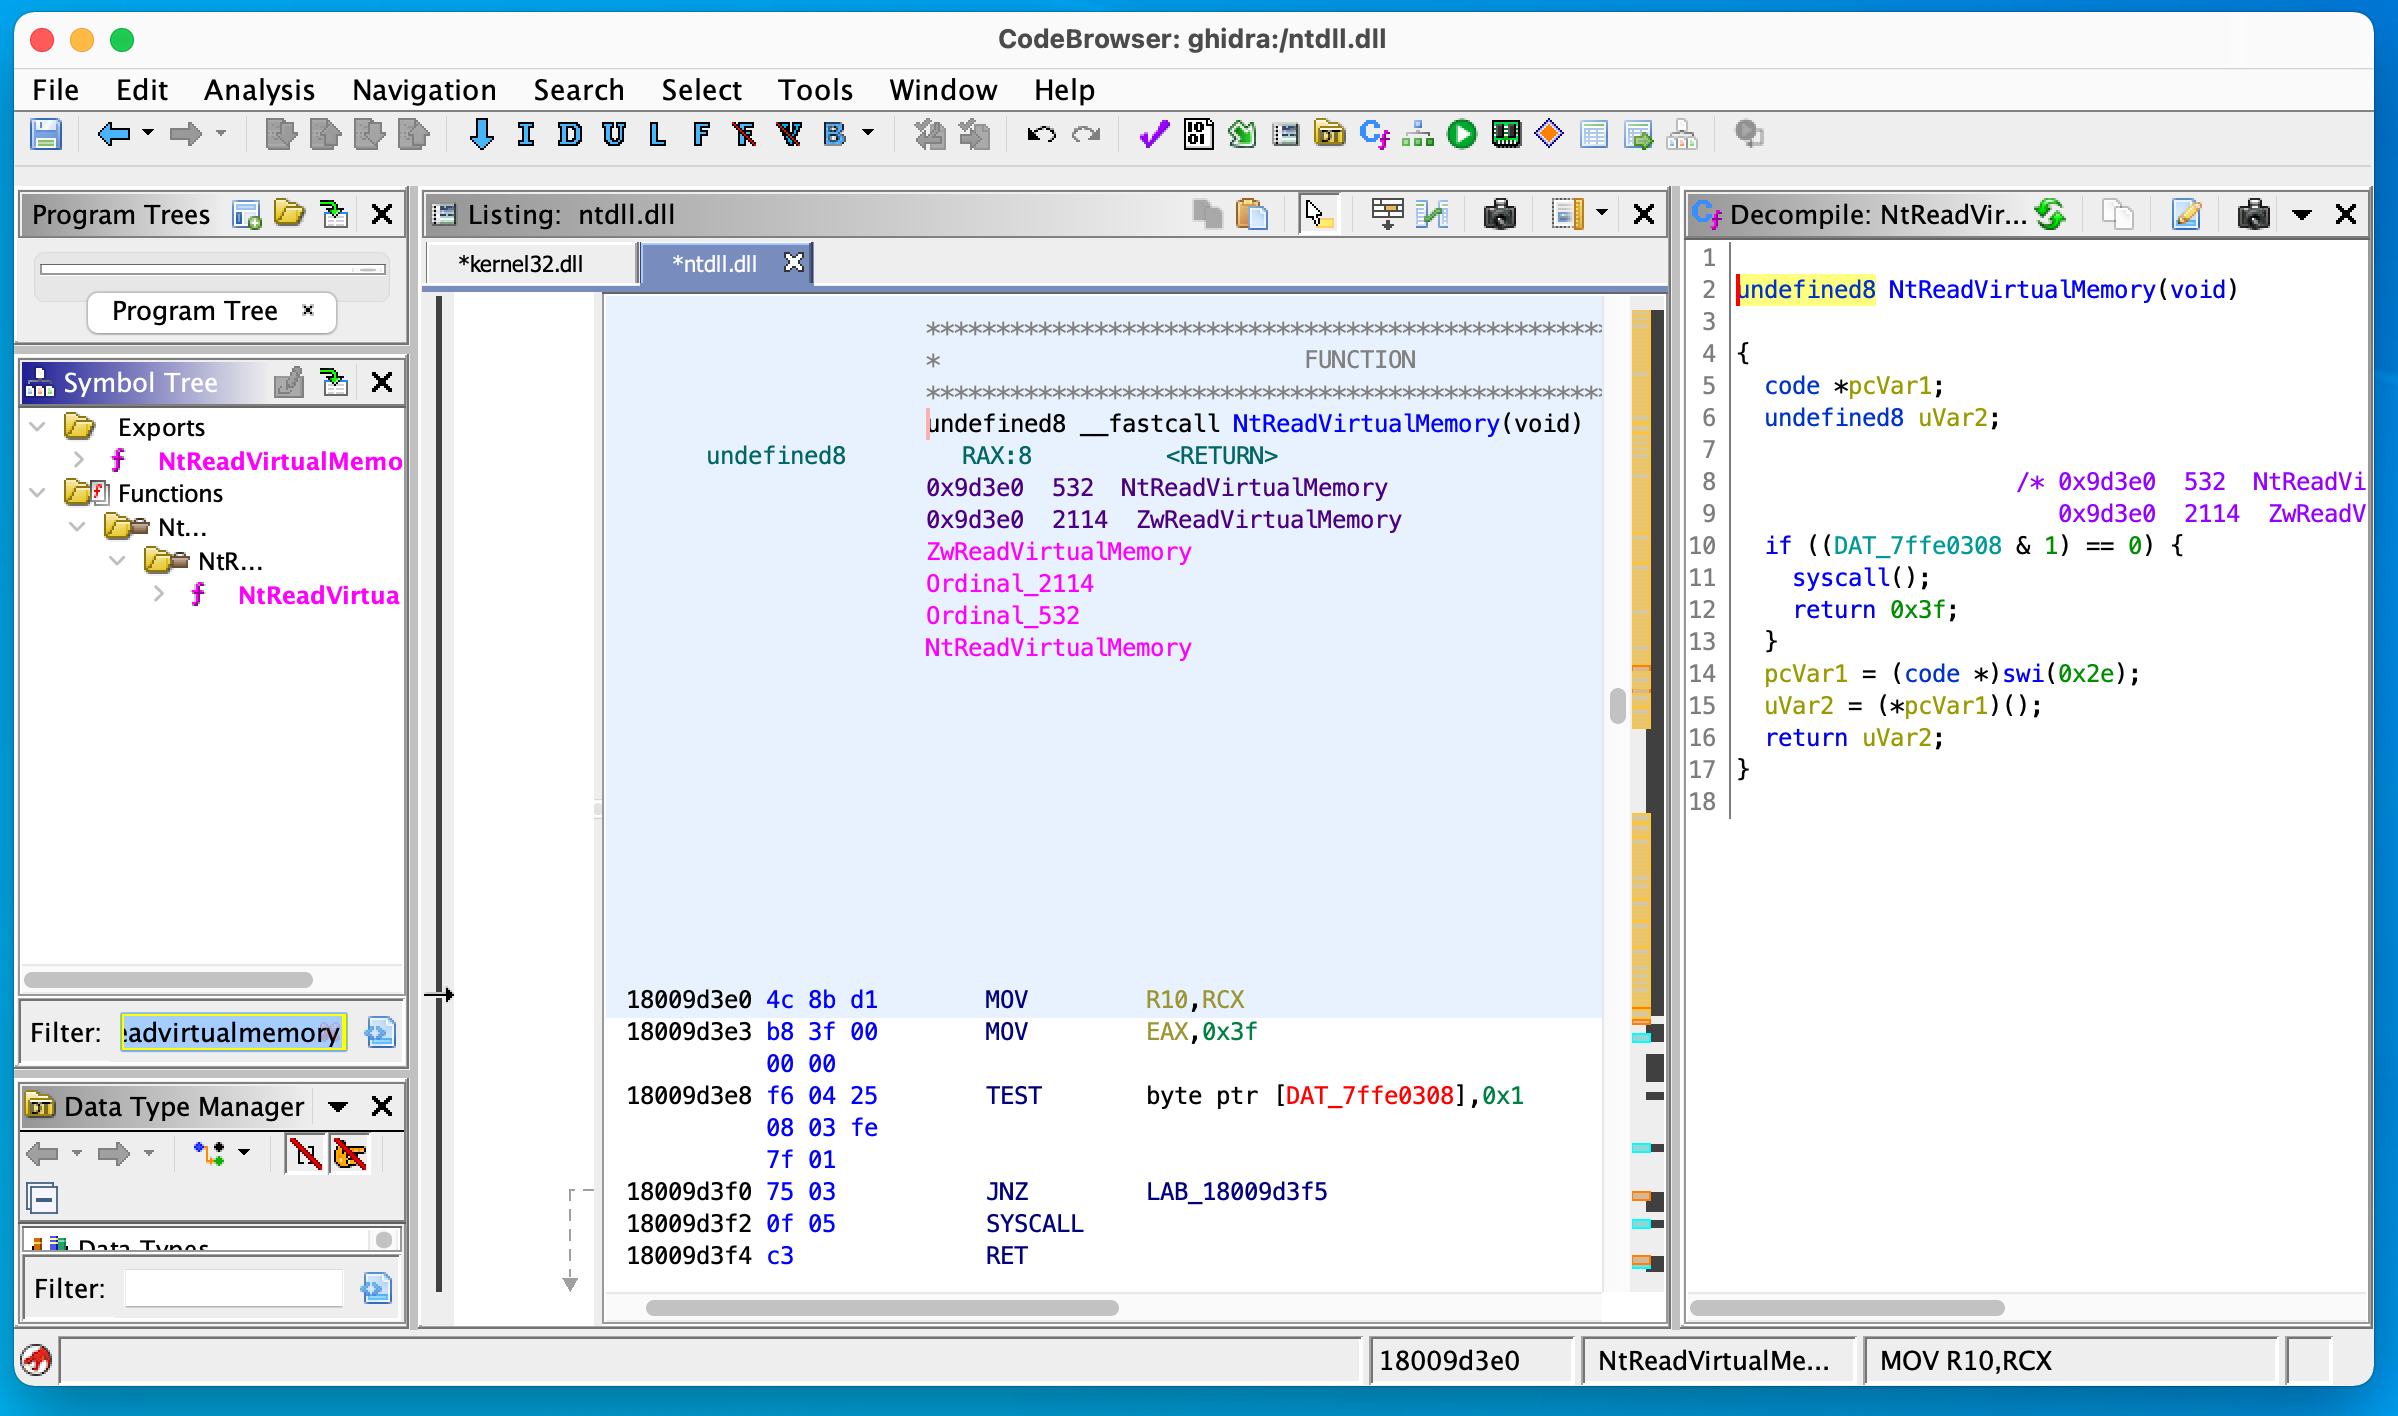 CodeBrowser: ghidra:/ntdll.dll
File Edit Analysis Navigation Search Select Tools Window Help
I D U L F F V B
Program Trees
Program Tree
Symbol Tree
Exports
NtReadVirtualMemo
Functions
Nt...
NtR...
NtReadVirtua
Filter: eadvirtualmemory
Data Type Manager
Data Types
Filter:
Listing: ntdll.dll
*kernel32.dll *ntdll.dll
************************************************
* FUNCTION
************************************************
undefined8 __fastcall NtReadVirtualMemory(void)
undefined8 RAX:8 <RETURN>
0x9d3e0 532 NtReadVirtualMemory
0x9d3e0 2114 ZwReadVirtualMemory
ZwReadVirtualMemory
Ordinal_2114
Ordinal_532
NtReadVirtualMemory
18009d3e0 4c 8b d1 MOV R10,RCX
18009d3e3 b8 3f 00 MOV EAX,0x3f
00 00
18009d3e8 f6 04 25 TEST byte ptr [DAT_7ffe0308],0x1
08 03 fe
7f 01
18009d3f0 75 03 JNZ LAB_18009d3f5
18009d3f2 0f 05 SYSCALL
18009d3f4 c3 RET
Decompile: NtReadVir...
1
2 undefined8 NtReadVirtualMemory(void)
3
4 {
5 code *pcVar1;
6 undefined8 uVar2;
7
8 /* 0x9d3e0 532 NtReadVi
9 0x9d3e0 2114 ZwReadV
10 if ((DAT_7ffe0308 & 1) == 0) {
11 syscall();
12 return 0x3f;
13 }
14 pcVar1 = (code *)swi(0x2e);
15 uVar2 = (*pcVar1)();
16 return uVar2;
17 }
18
18009d3e0 NtReadVirtualMe... MOV R10,RCX